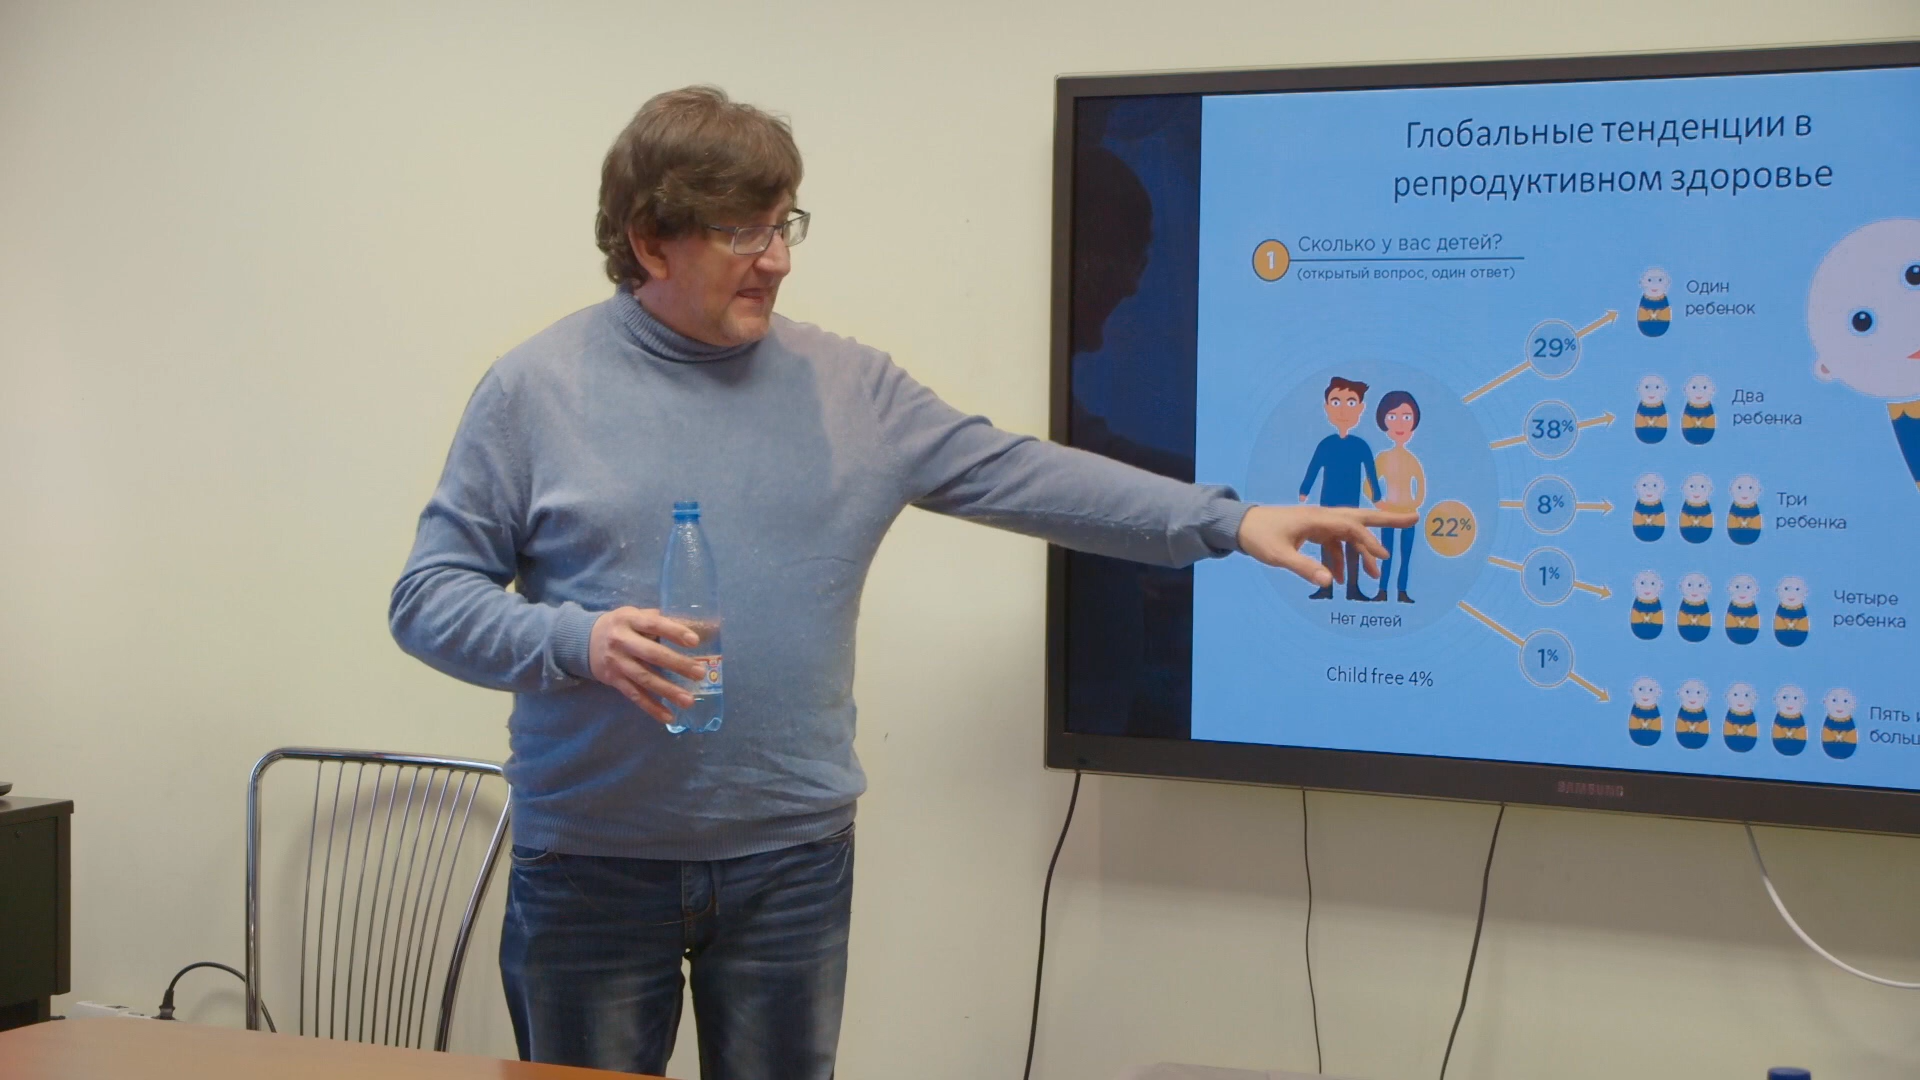 Глобальные тенденции в
репродуктивном здоровье
1
Сколько у вас детей?
(открытый вопрос, один ответ)
29%
Один
ребенок
38%
Два
ребенка
22%
8%
Три
ребенка
1%
Четыре
ребенка
Нет детей
Child free 4%
1%
Пять
SAMSUNG